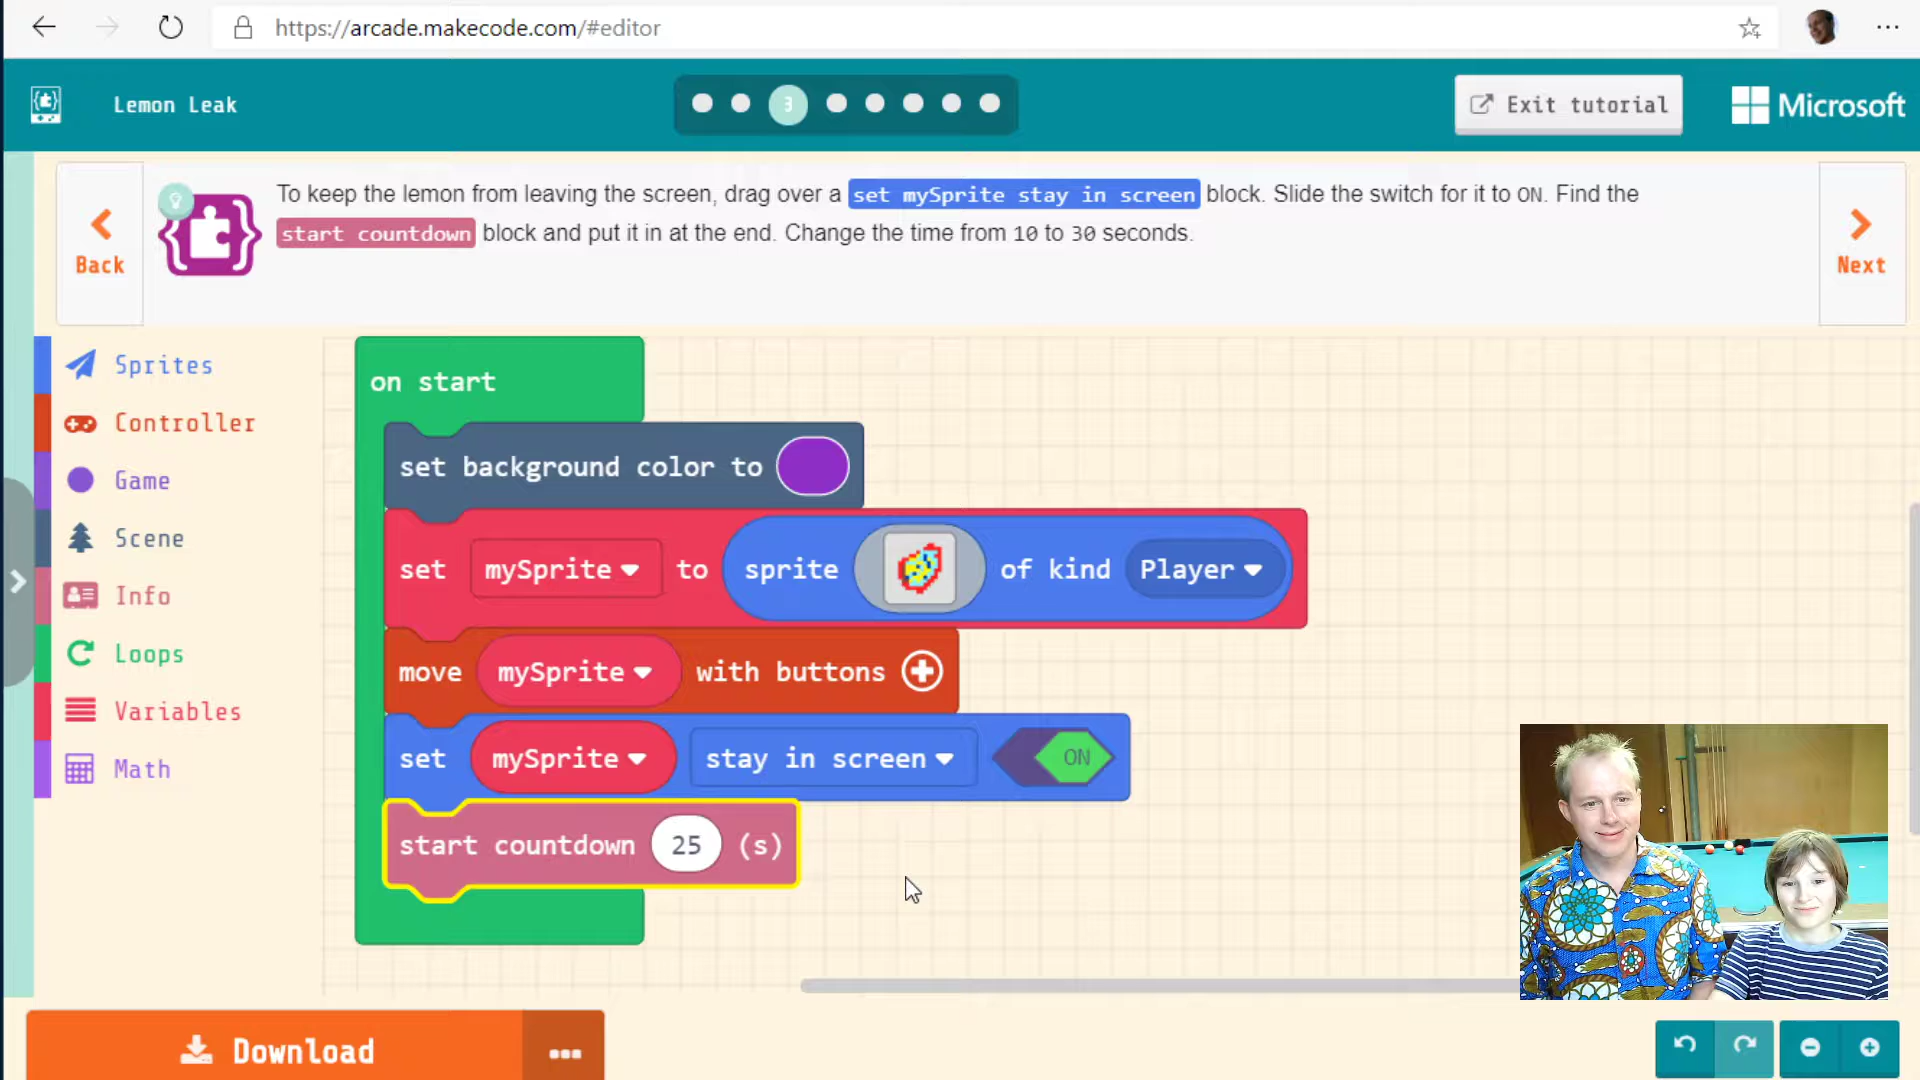 https://arcade.makecode.com/#editor
Lemon Leak
3
Exit tutorial
Microsoft
Back
To keep the lemon from leaving the screen, drag over a set mySprite stay in screen block. Slide the switch for it to ON. Find the
start countdown block and put it in at the end. Change the time from 10 to 30 seconds.
Next
Sprites
Controller
Game
Scene
Info
Loops
Variables
Math
on start
set background color to
set mySprite to sprite of kind Player
move mySprite with buttons
set mySprite stay in screen ON
start countdown 25 (s)
Download